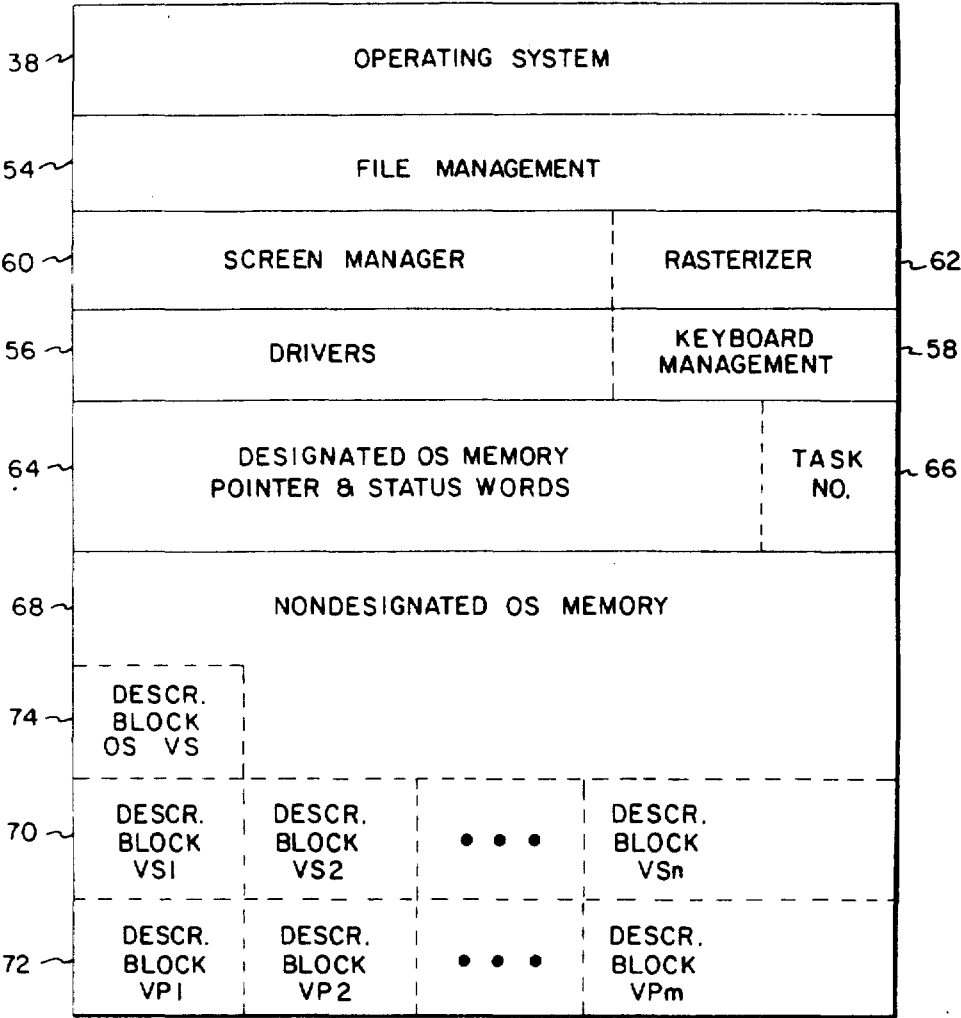 38 OPERATING SYSTEM
54 FILE MANAGEMENT
60 SCREEN MANAGER RASTERIZER 62
56 DRIVERS KEYBOARD MANAGEMENT 58
64 DESIGNATED OS MEMORY
POINTER & STATUS WORDS
TASK
NO.
66
68 NONDESIGNATED OS MEMORY
74 DESCR.
BLOCK
OS VS
70 DESCR.
BLOCK
VS1
DESCR.
BLOCK
VS2
• • •
DESCR.
BLOCK
VSn
72 DESCR.
BLOCK
VP1
DESCR.
BLOCK
VP2
• • •
DESCR.
BLOCK
VPm